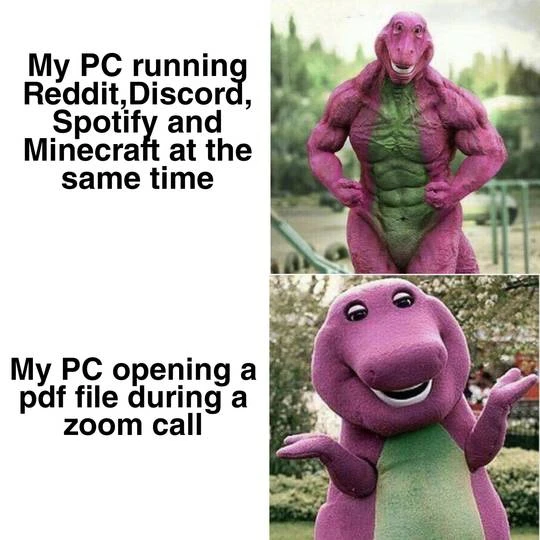 My PC running
Reddit,Discord,
Spotify and
Minecraft at the
same time
My PC opening a
pdf file during a
zoom call